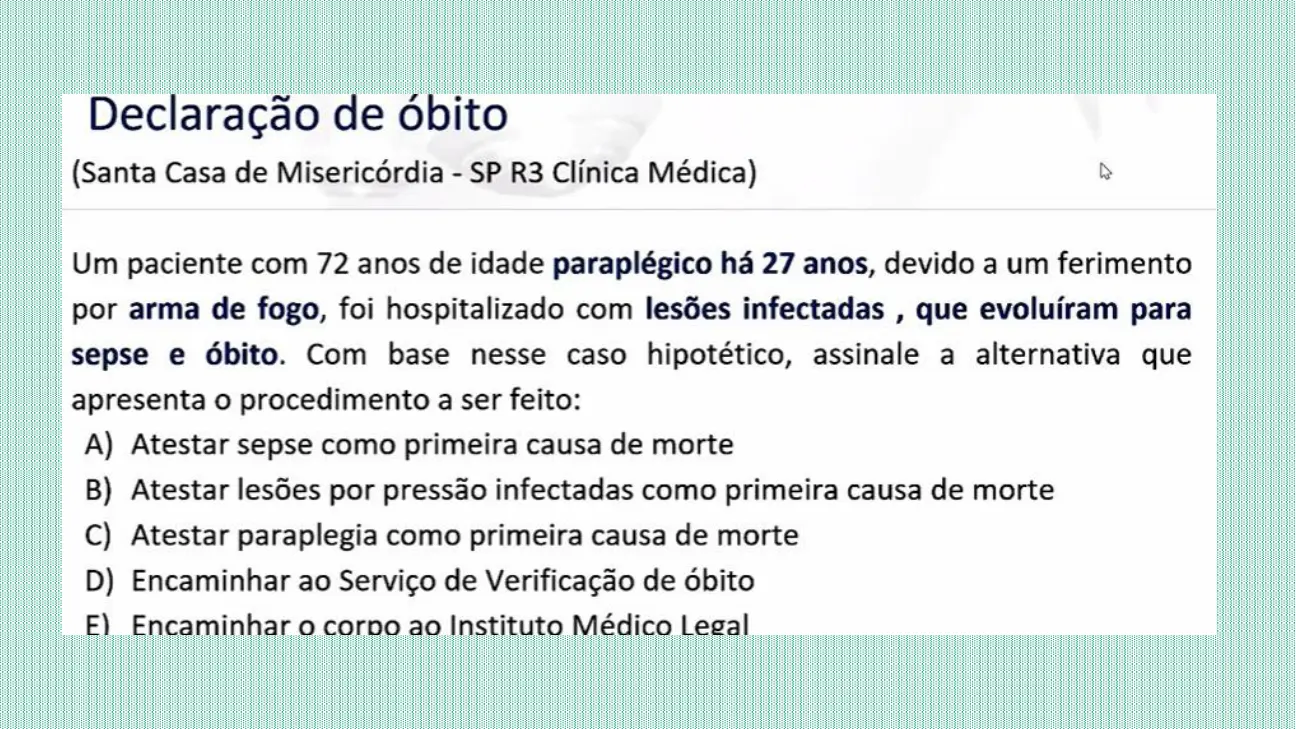 Declaração de óbito
(Santa Casa de Misericórdia - SP R3 Clínica Médica)
Um paciente com 72 anos de idade paraplégico há 27 anos, devido a um ferimento
por arma de fogo, foi hospitalizado com lesões infectadas , que evoluíram para
sepse e óbito. Com base nesse caso hipotético, assinale a alternativa que
apresenta o procedimento a ser feito:
A) Atestar sepse como primeira causa de morte
B) Atestar lesões por pressão infectadas como primeira causa de morte
C) Atestar paraplegia como primeira causa de morte
D) Encaminhar ao Serviço de Verificação de óbito
E) Encaminhar o corpo ao Instituto Médico Legal